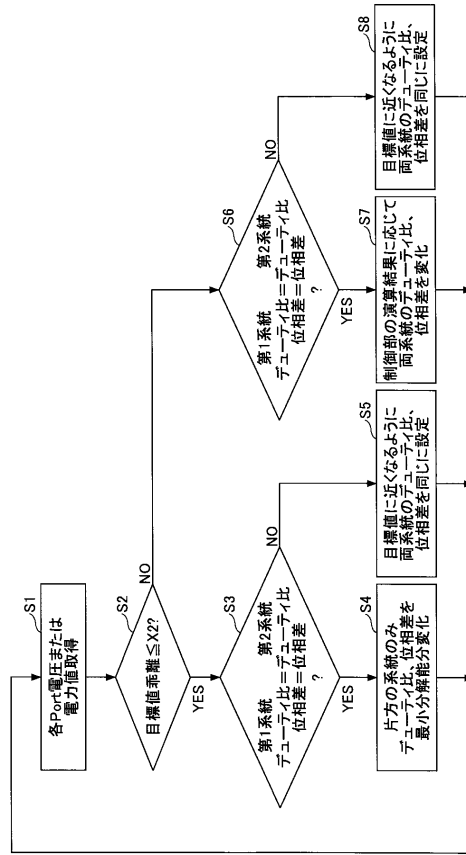 S1
各Port電圧または
電力値取得
S2
目標値乖離≦X2?
NO
YES
S3
第1系統　第2系統
デューティ比=デューティ比
位相差=位相差
?
NO
YES
S4
片方の系統のみ
デューティ比、位相差を
最小分解能分変化
S5
目標値に近くなるように
両系統のデューティ比、
位相差を同じに設定
S6
第1系統　第2系統
デューティ比=デューティ比
位相差=位相差
?
NO
YES
S7
制御部の演算結果に応じて
両系統のデューティ比、
位相差を変化
S8
目標値に近くなるように
両系統のデューティ比、
位相差を同じに設定